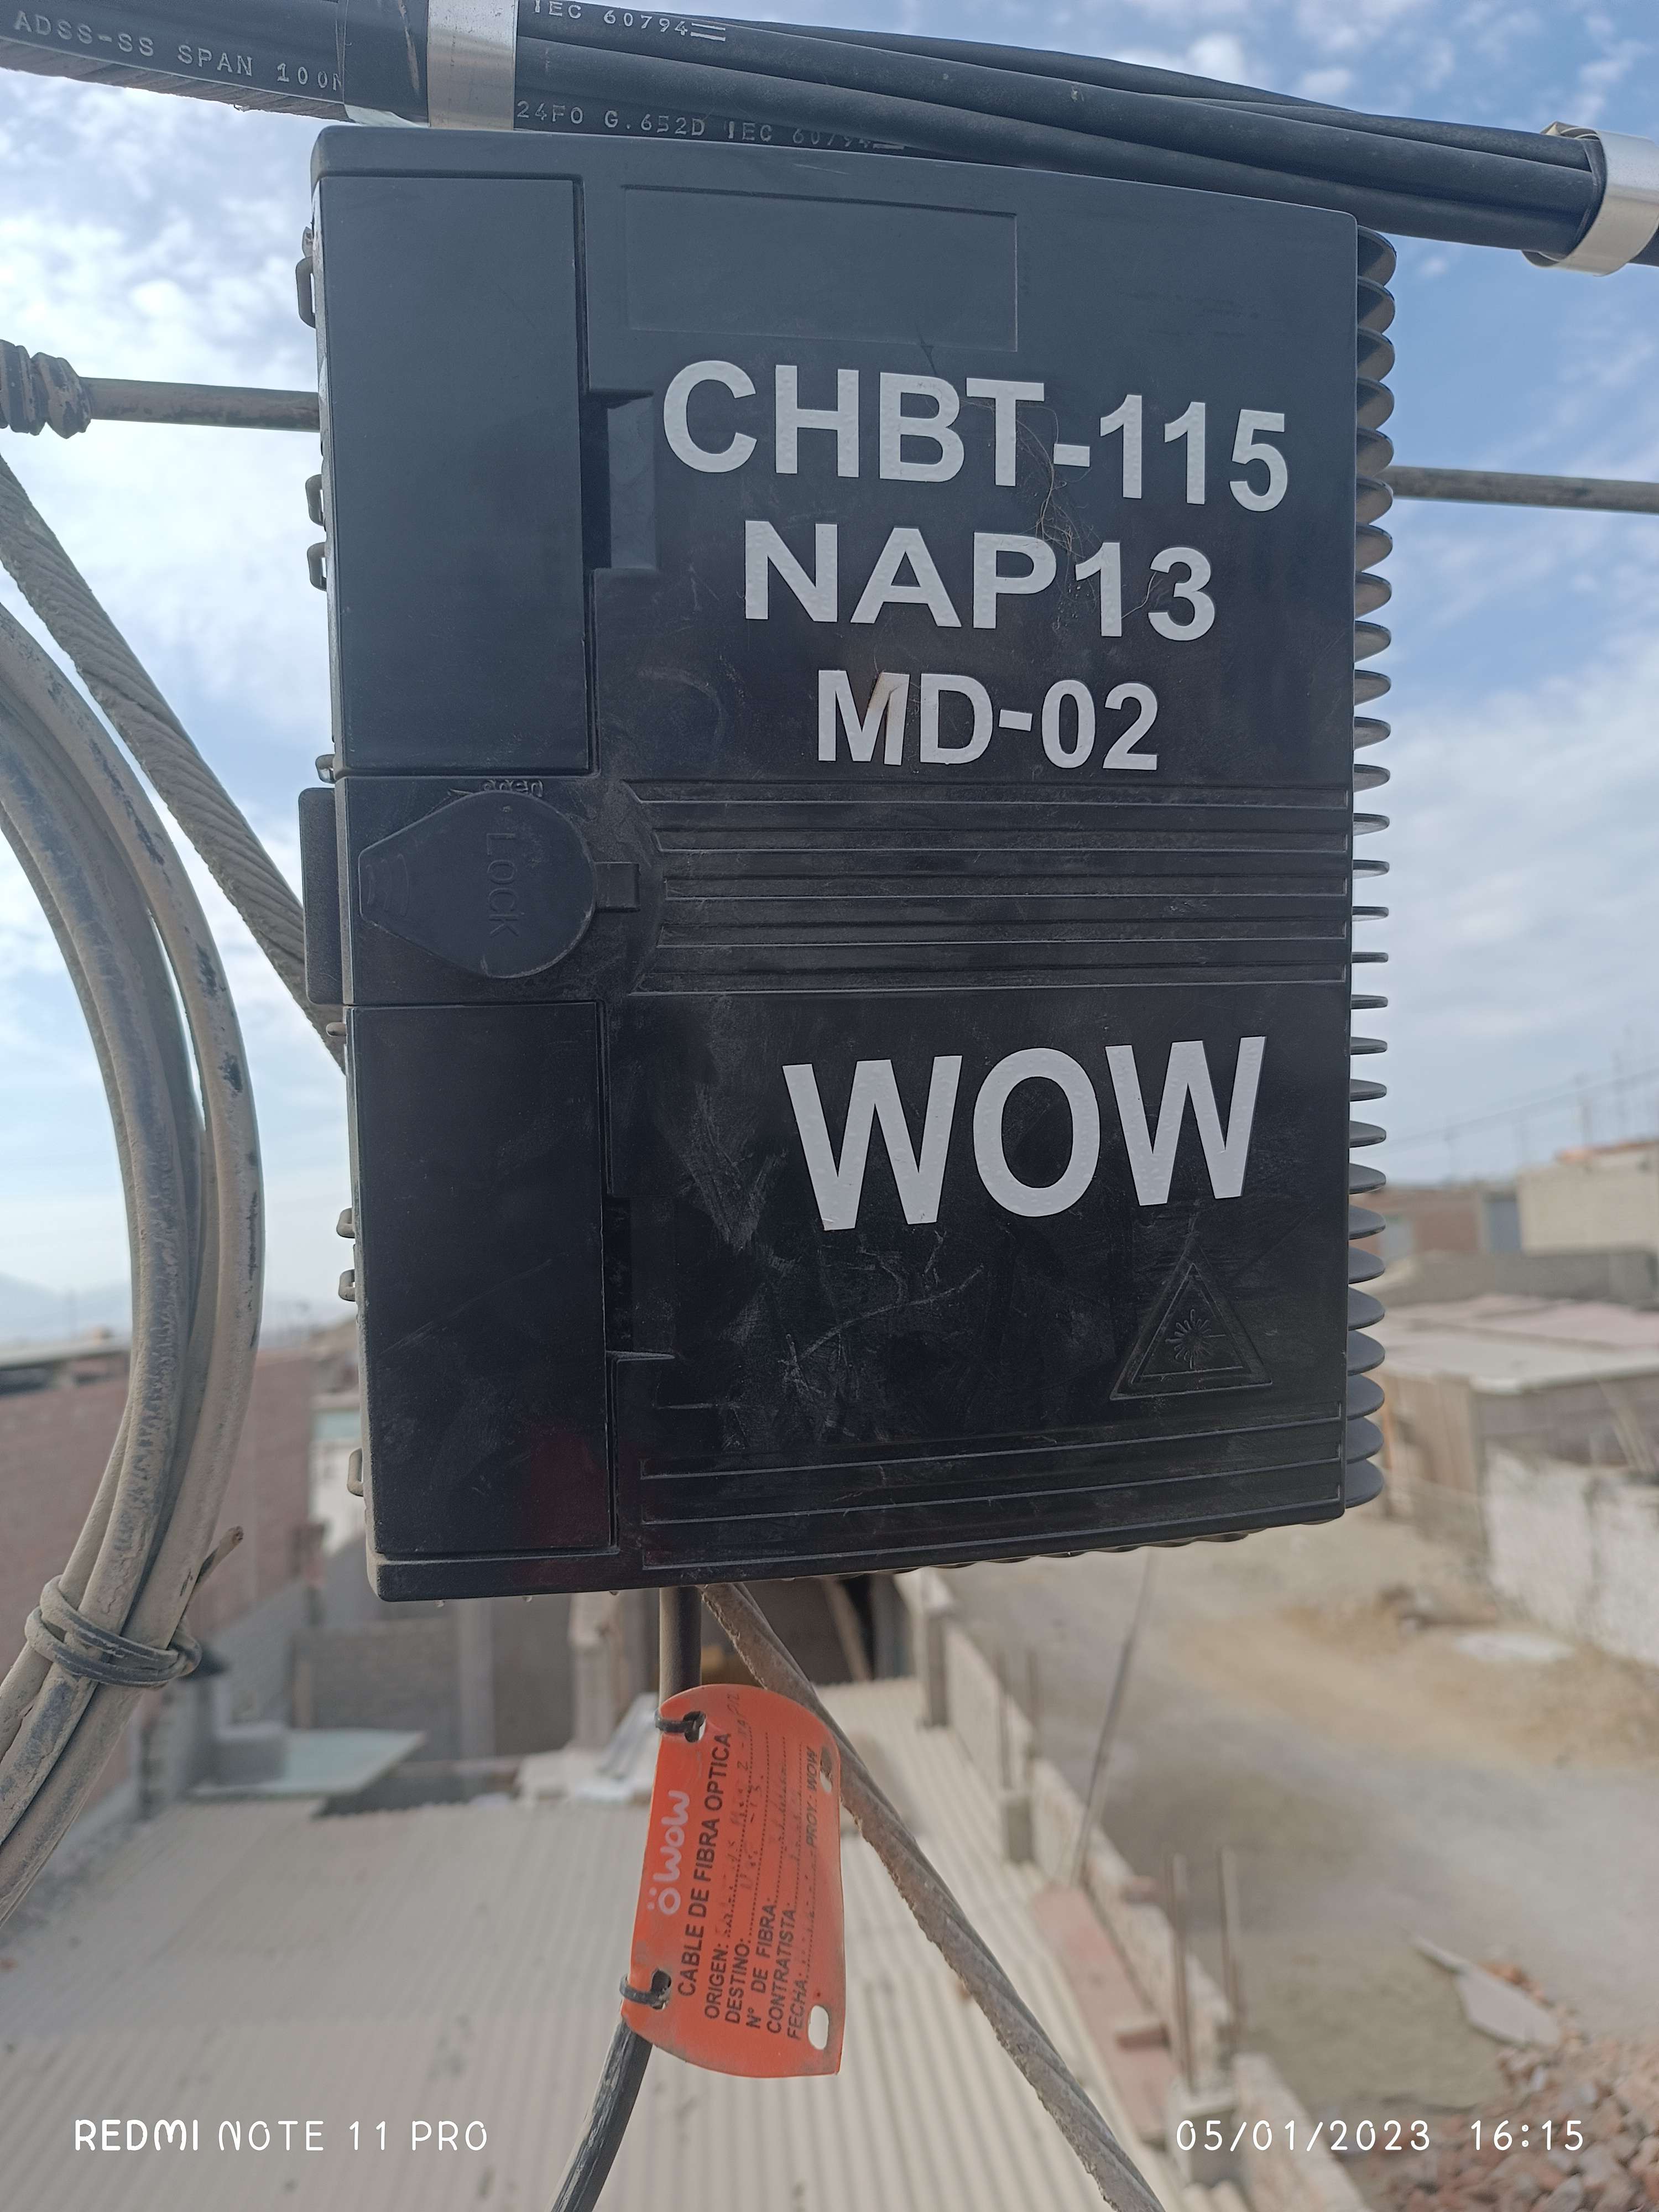 IEC 60794
ADSS-SS SPAN 100M
24FO G.652D IEC 60794
CHBT-115
NAP13
MD-02
Open
Lock
WOW
WOW
CABLE DE FIBRA OPTICA
ORIGEN:
DESTINO:
Nº DE FIBRA:
CONTRATISTA:
FECHA: PROY: WOW
REDMI NOTE 11 PRO
05/01/2023 16:15